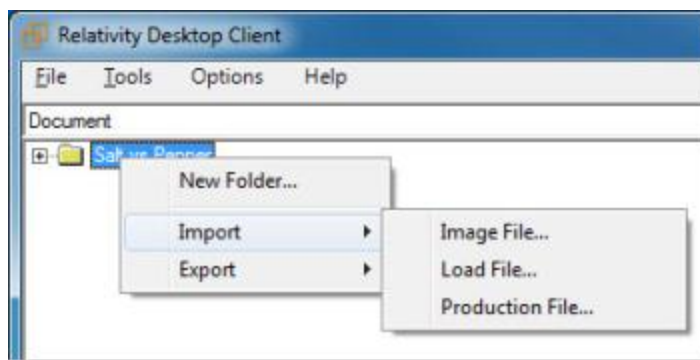 Relativity Desktop Client
File Tools Options Help
Document
Salt vs Pepper
New Folder...
Import
Export
Image File...
Load File...
Production File...